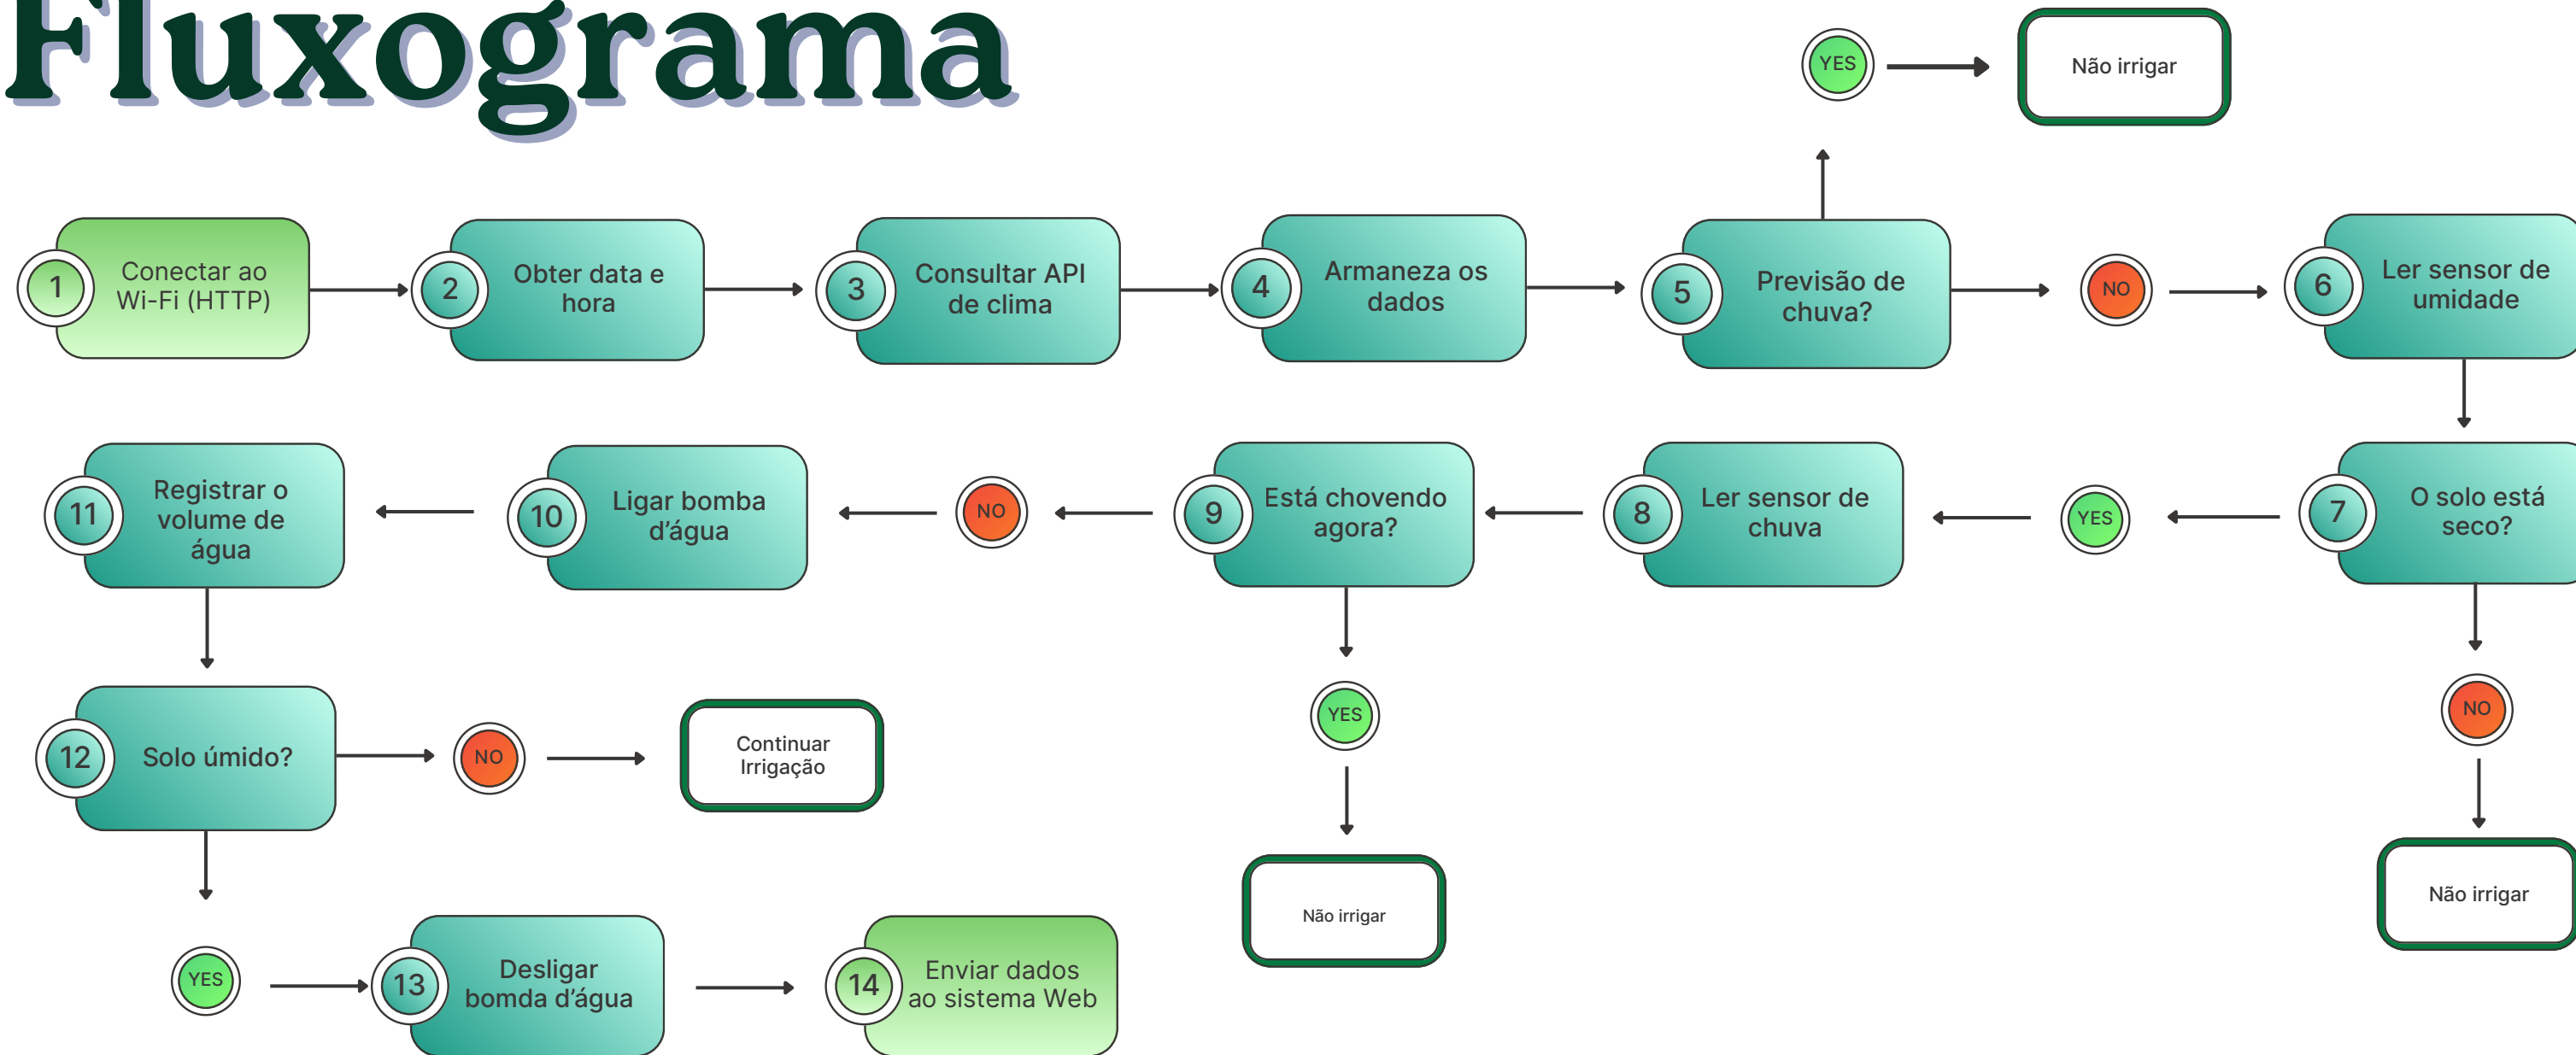 Fluxograma
YES
Não irrigar
1
Conectar ao
Wi-Fi (HTTP)
2
Obter data e
hora
3
Consultar API
de clima
4
Armaneza os
dados
5
Previsão de
chuva?
NO
6
Ler sensor de
umidade
11
Registrar o
volume de
água
10
Ligar bomba
d’água
NO
9
Está chovendo
agora?
8
Ler sensor de
chuva
YES
7
O solo está
seco?
12
Solo úmido?
NO
Continuar
Irrigação
YES
Não irrigar
NO
Não irrigar
YES
13
Desligar
bomda d’água
14
Enviar dados
ao sistema Web